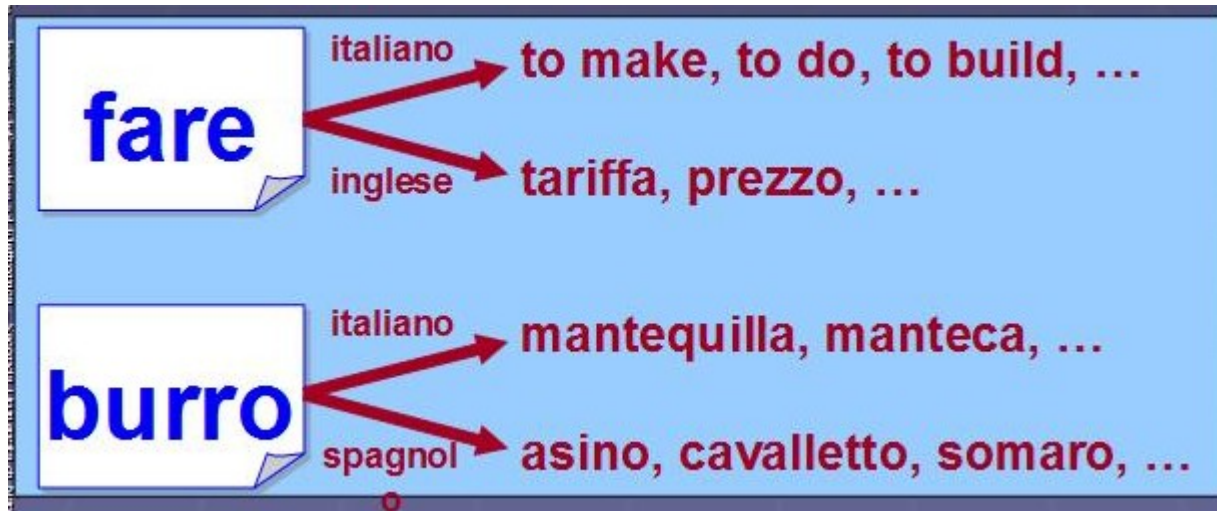 fare
italiano
to make, to do, to build, ...
inglese
tariffa, prezzo, ...
burro
italiano
mantequilla, manteca, ...
spagnol
o
asino, cavalletto, somaro, ...